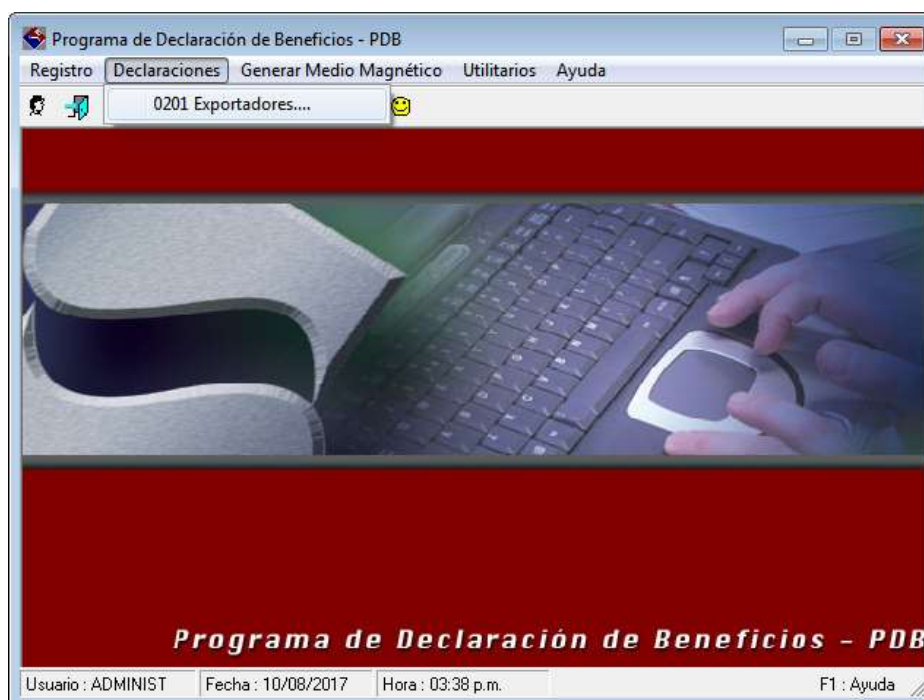 Programa de Declaración de Beneficios - PDB
Registro Declaraciones Generar Medio Magnético Utilitarios Ayuda
0201 Exportadores....
Programa de Declaración de Beneficios - PDB
Usuario : ADMINIST Fecha : 10/08/2017 Hora : 03:38 p.m. F1 : Ayuda